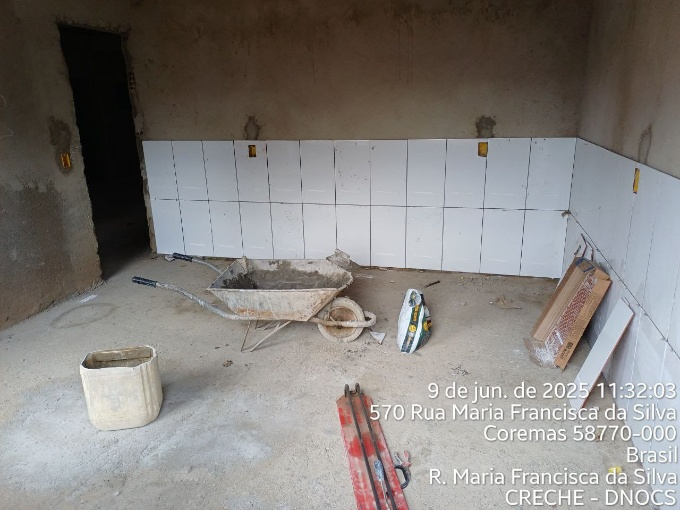 9 de jun. de 2025 11:32:03
570 Rua Maria Francisca da Silva
Coremas 58770-000
Brasil
R. Maria Francisca da Silva
CRECHE - DNOCS